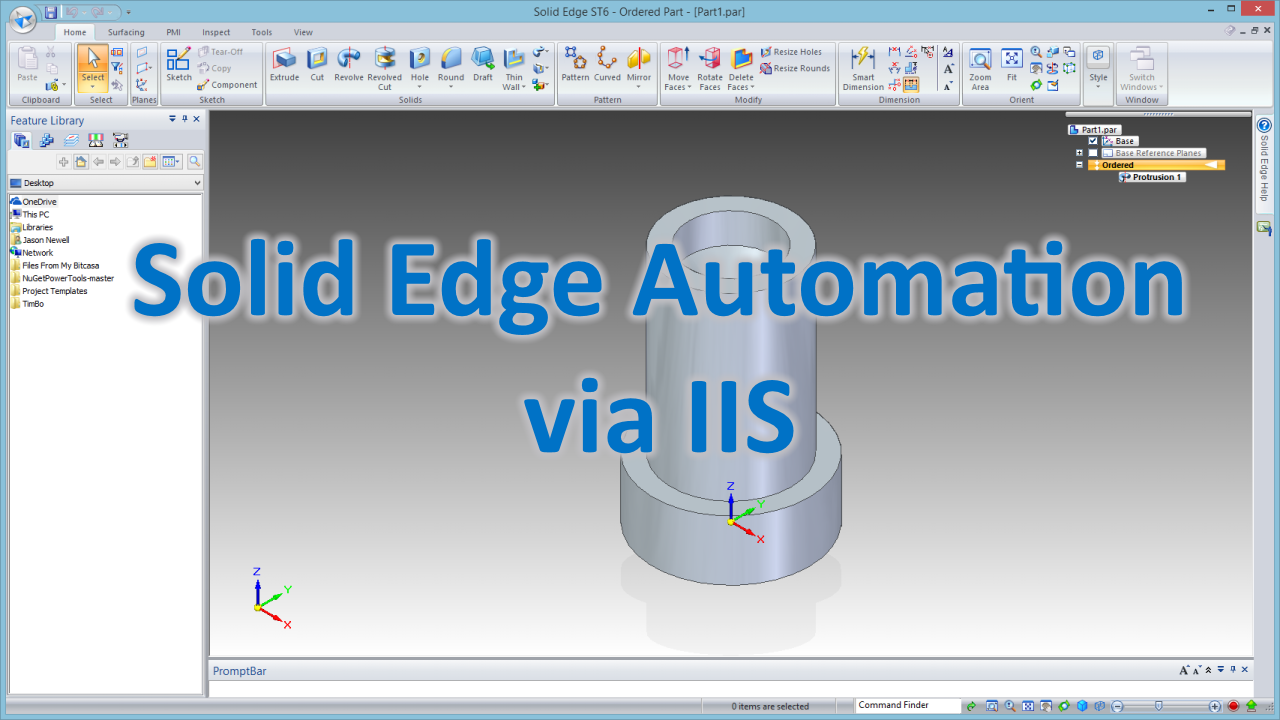 Solid Edge ST6 - Ordered Part - [Part1.par]
Home Surfacing PMI Inspect Tools View
Paste
Clipboard
Select
Select
Planes
Sketch
Tear-Off
Copy
Component
Sketch
Extrude Cut Revolve Revolved Cut Hole Round Draft Thin Wall
Solids
Pattern Curved Mirror
Pattern
Move Faces Rotate Faces Delete Faces
Resize Holes
Resize Rounds
Modify
Smart Dimension
Dimension
Zoom Area Fit
Orient
Style
Switch Windows
Window
Feature Library
Desktop
OneDrive
This PC
Libraries
Jason Newell
Network
Files From My Bitcasa
NuGetPowerTools-master
Project Templates
TimBo
Part1.par
Base
Base Reference Planes
Ordered
Protrusion 1
Solid Edge Help
Solid Edge Automation
via IIS
Z
Y
X
Z
Y
X
PromptBar
0 items are selected
Command Finder